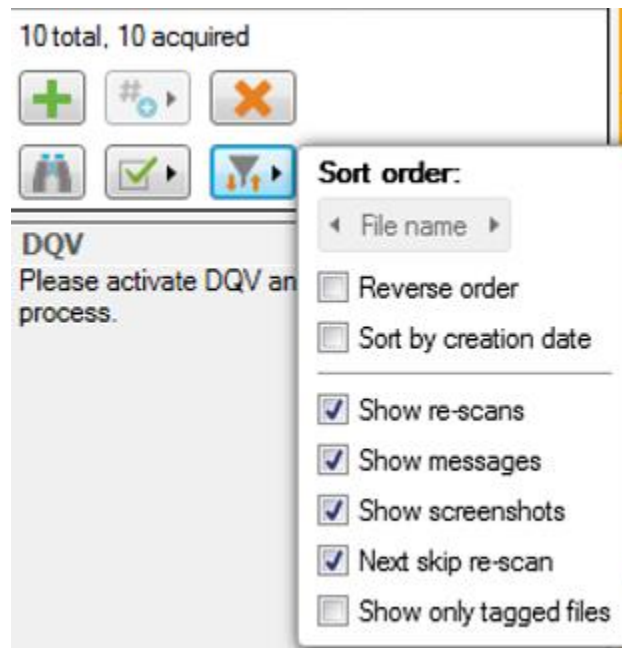 10 total, 10 acquired
#
Sort order:
File name
DQV
Please activate DQV an
process.
Reverse order
Sort by creation date
Show re-scans
Show messages
Show screenshots
Next skip re-scan
Show only tagged files